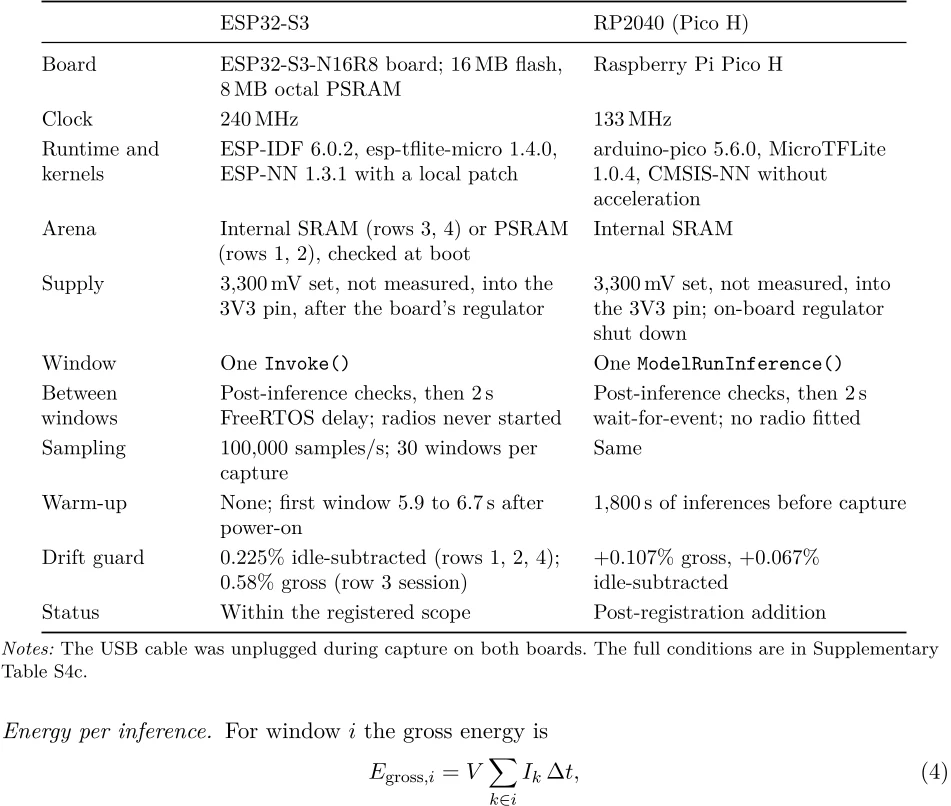 ESP32-S3 RP2040 (Pico H)
Board ESP32-S3-N16R8 board; 16 MB flash, Raspberry Pi Pico H
8 MB octal PSRAM
Clock 240 MHz 133 MHz
Runtime and ESP-IDF 6.0.2, esp-tflite-micro 1.4.0, arduino-pico 5.6.0, MicroTFLite
kernels ESP-NN 1.3.1 with a local patch 1.0.4, CMSIS-NN without
acceleration
Arena Internal SRAM (rows 3, 4) or PSRAM Internal SRAM
(rows 1, 2), checked at boot
Supply 3,300 mV set, not measured, into the 3,300 mV set, not measured, into
3V3 pin, after the board's regulator the 3V3 pin; on-board regulator
shut down
Window One Invoke() One ModelRunInference()
Between Post-inference checks, then 2 s Post-inference checks, then 2 s
windows FreeRTOS delay; radios never started wait-for-event; no radio fitted
Sampling 100,000 samples/s; 30 windows per Same
capture
Warm-up None; first window 5.9 to 6.7 s after 1,800 s of inferences before capture
power-on
Drift guard 0.225% idle-subtracted (rows 1, 2, 4); +0.107% gross, +0.067%
0.58% gross (row 3 session) idle-subtracted
Status Within the registered scope Post-registration addition
Notes: The USB cable was unplugged during capture on both boards. The full conditions are in Supplementary
Table S4c.
Energy per inference. For window i the gross energy is
E_{gross,i} = V ∑_{k∈i} I_k Δt, (4)